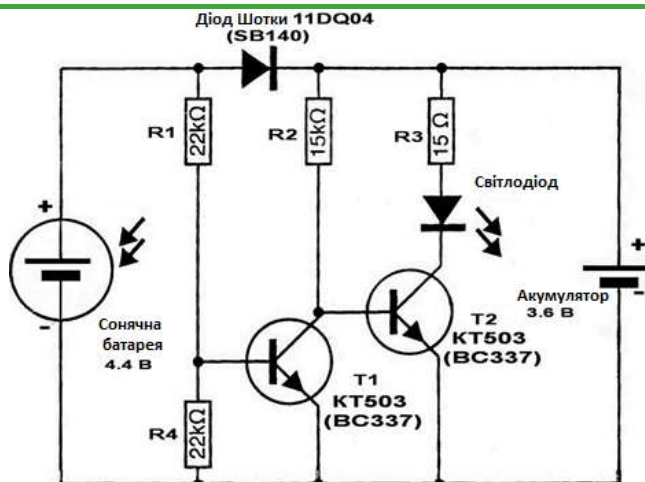 Діод Шотки 11DQ04
(SB140)
R1
22kΩ
R2
15kΩ
R3
15 Ω
Світлодіод
+
-
Сонячна
батарея
4.4 В
+
-
Акумулятор
3.6 В
T2
КТ503
(BC337)
T1
КТ503
(BC337)
R4
22kΩ